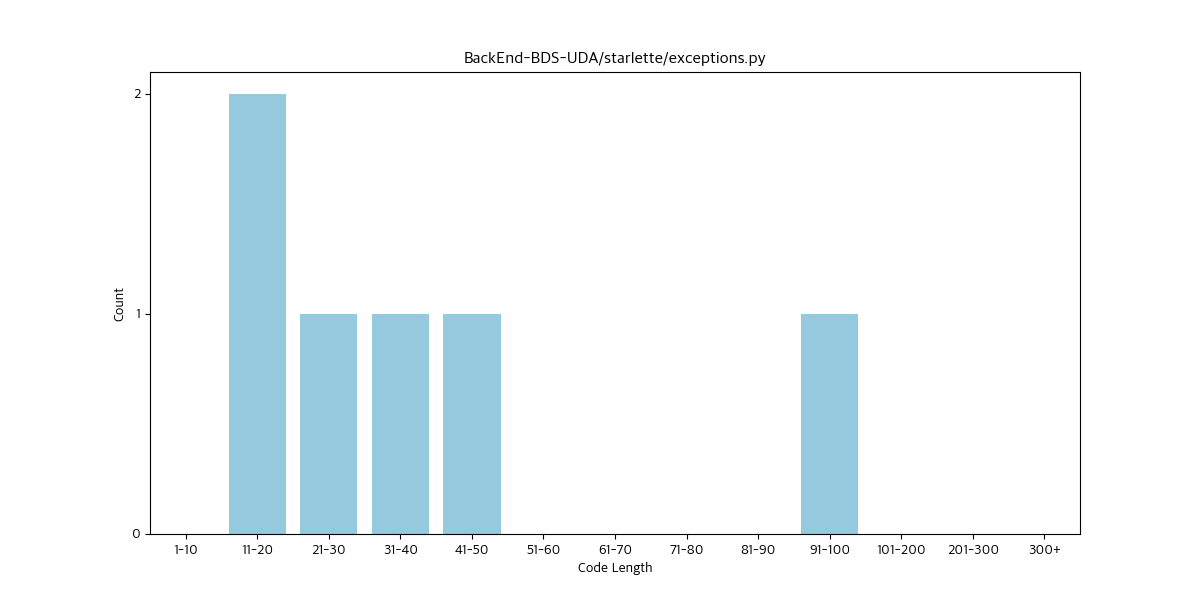 BackEnd-BDS-UDA/starlette/exceptions.py
2
1
0
Count
1-10 11-20 21-30 31-40 41-50 51-60 61-70 71-80 81-90 91-100 101-200 201-300 300+
Code Length